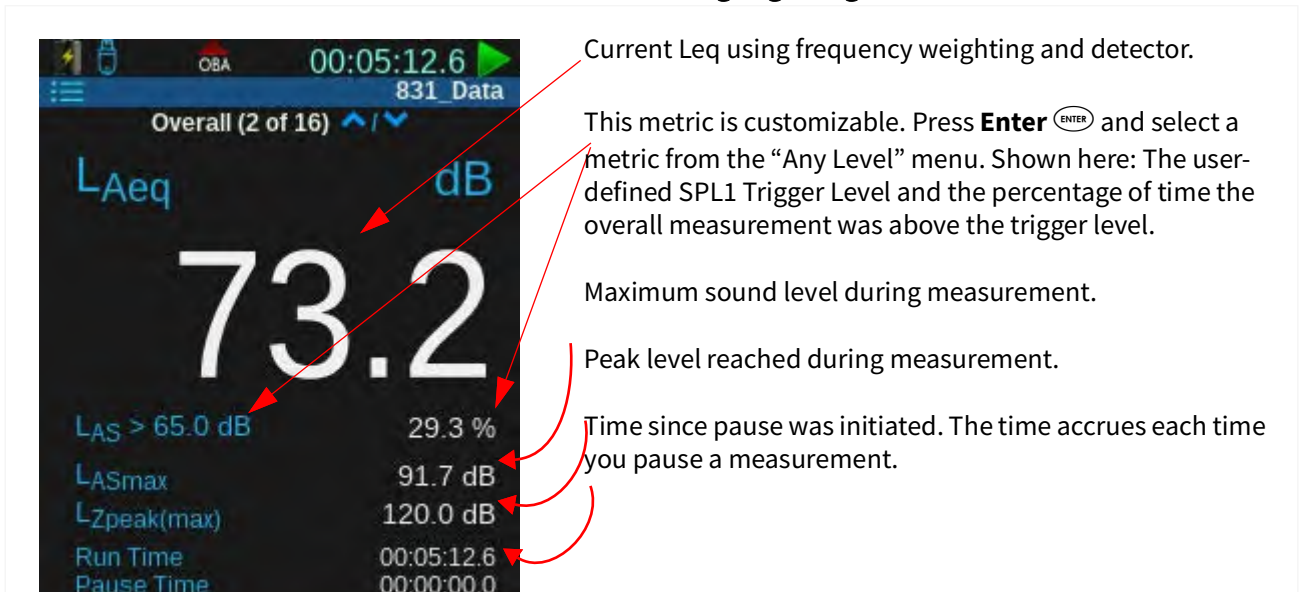 OBA 00:05:12.6
831_Data
Overall (2 of 16) /
LAeq dB
73.2
LAS > 65.0 dB 29.3 %
LASmax 91.7 dB
LZpeak(max) 120.0 dB
Run Time 00:05:12.6
Pause Time 00:00:00.0
Current Leq using frequency weighting and detector.
This metric is customizable. Press Enter ENTER and select a
metric from the “Any Level” menu. Shown here: The user-
defined SPL1 Trigger Level and the percentage of time the
overall measurement was above the trigger level.
Maximum sound level during measurement.
Peak level reached during measurement.
Time since pause was initiated. The time accrues each time
you pause a measurement.